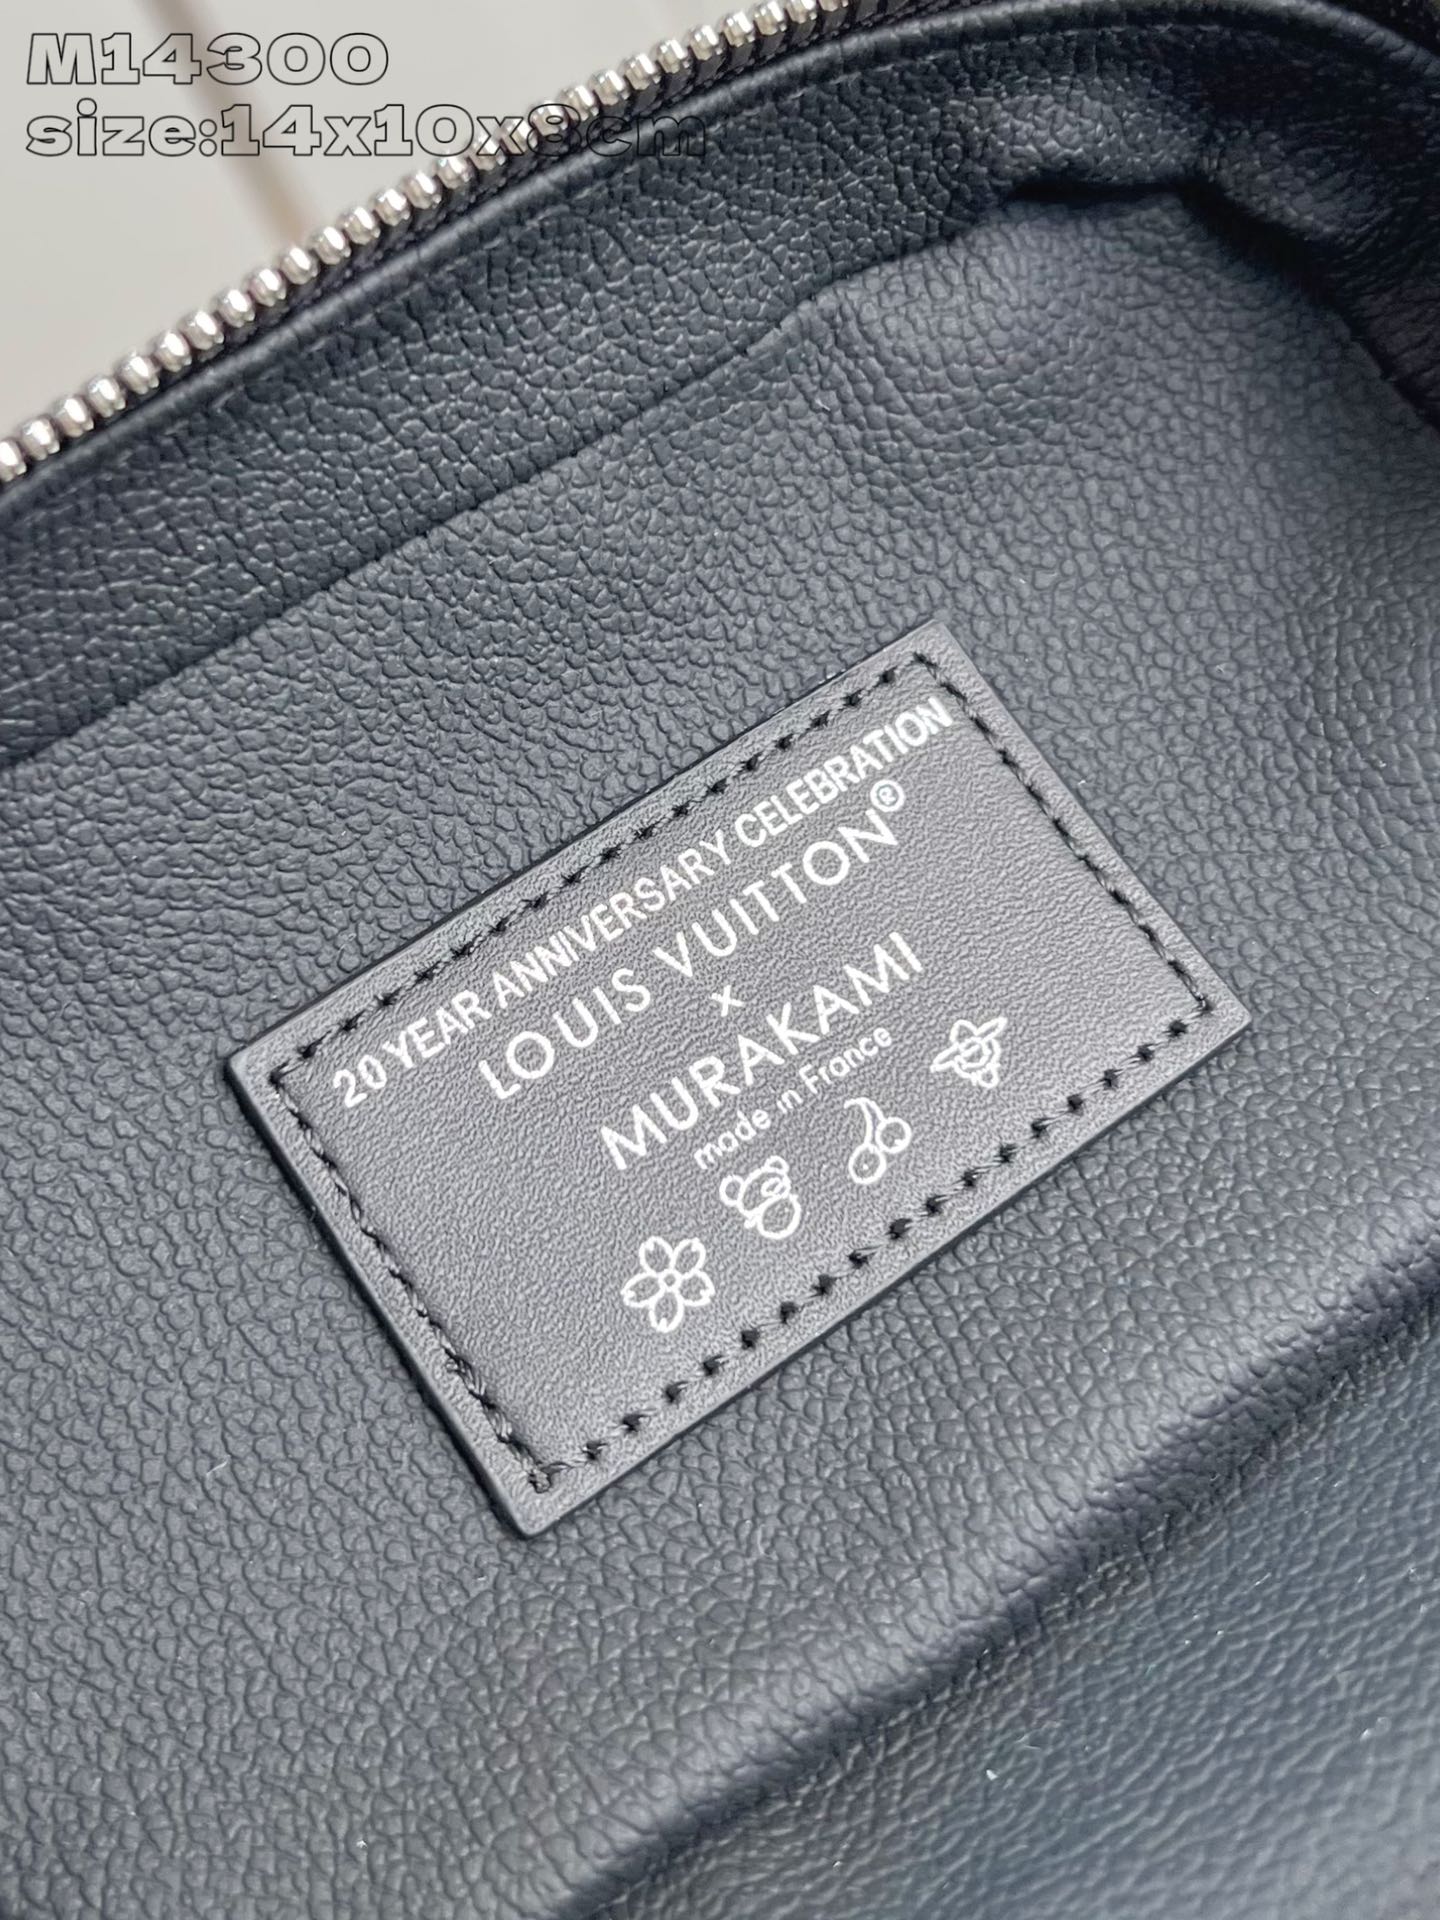 M14300
size:14x10x8cm
20 YEAR ANNIVERSARY CELEBRATION
LOUIS VUITTON®
x
MURAKAMI
made in France